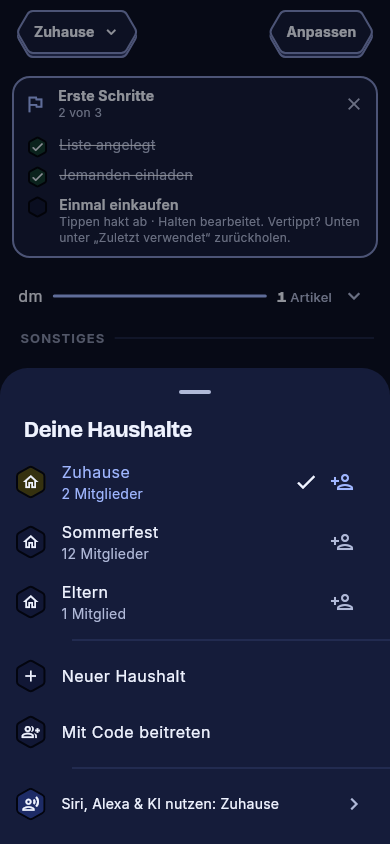 Zuhause
Anpassen
Erste Schritte
2 von 3
Liste angelegt
Jemanden einladen
Einmal einkaufen
Tippen hakt ab · Halten bearbeitet. Vertippt? Unten
unter „Zuletzt verwendet“ zurückholen.
dm
1 Artikel
SONSTIGES
Deine Haushalte
Zuhause
2 Mitglieder
Sommerfest
12 Mitglieder
Eltern
1 Mitglied
Neuer Haushalt
Mit Code beitreten
Siri, Alexa & KI nutzen: Zuhause